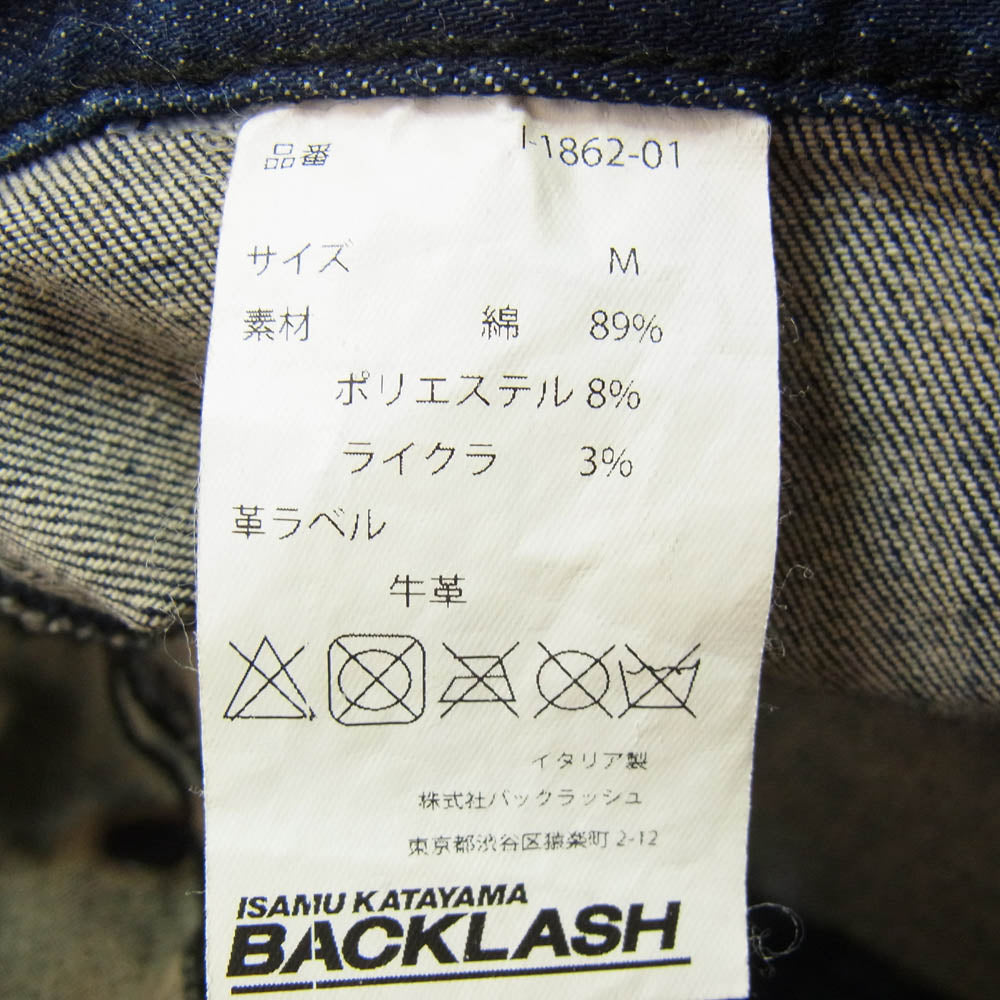 品番 I-1862-01
サイズ M
素材 綿 89%
ポリエステル 8%
ライクラ 3%
革ラベル
牛革
イタリア製
株式会社バックラッシュ
東京都渋谷区猿楽町 2-12
ISAMU KATAYAMA
BACKLASH